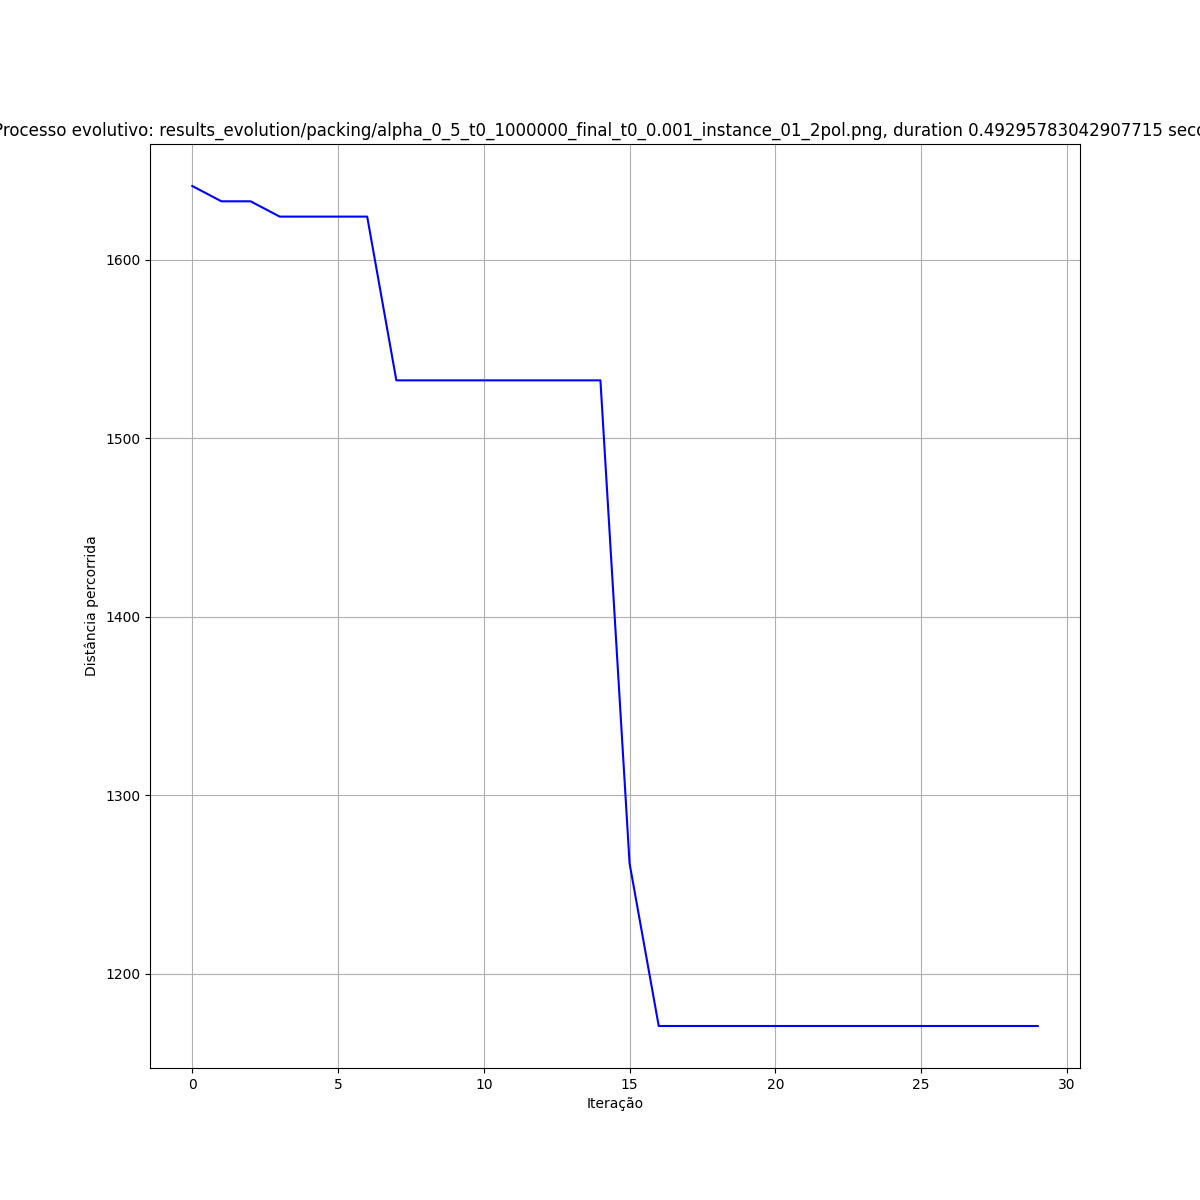 Processo evolutivo: results_evolution/packing/alpha_0_5_t0_1000000_final_t0_0.001_instance_01_2pol.png, duration 0.49295783042907715 seco
1600
1500
1400
1300
1200
Distância percorrida
0 5 10 15 20 25 30
Iteração